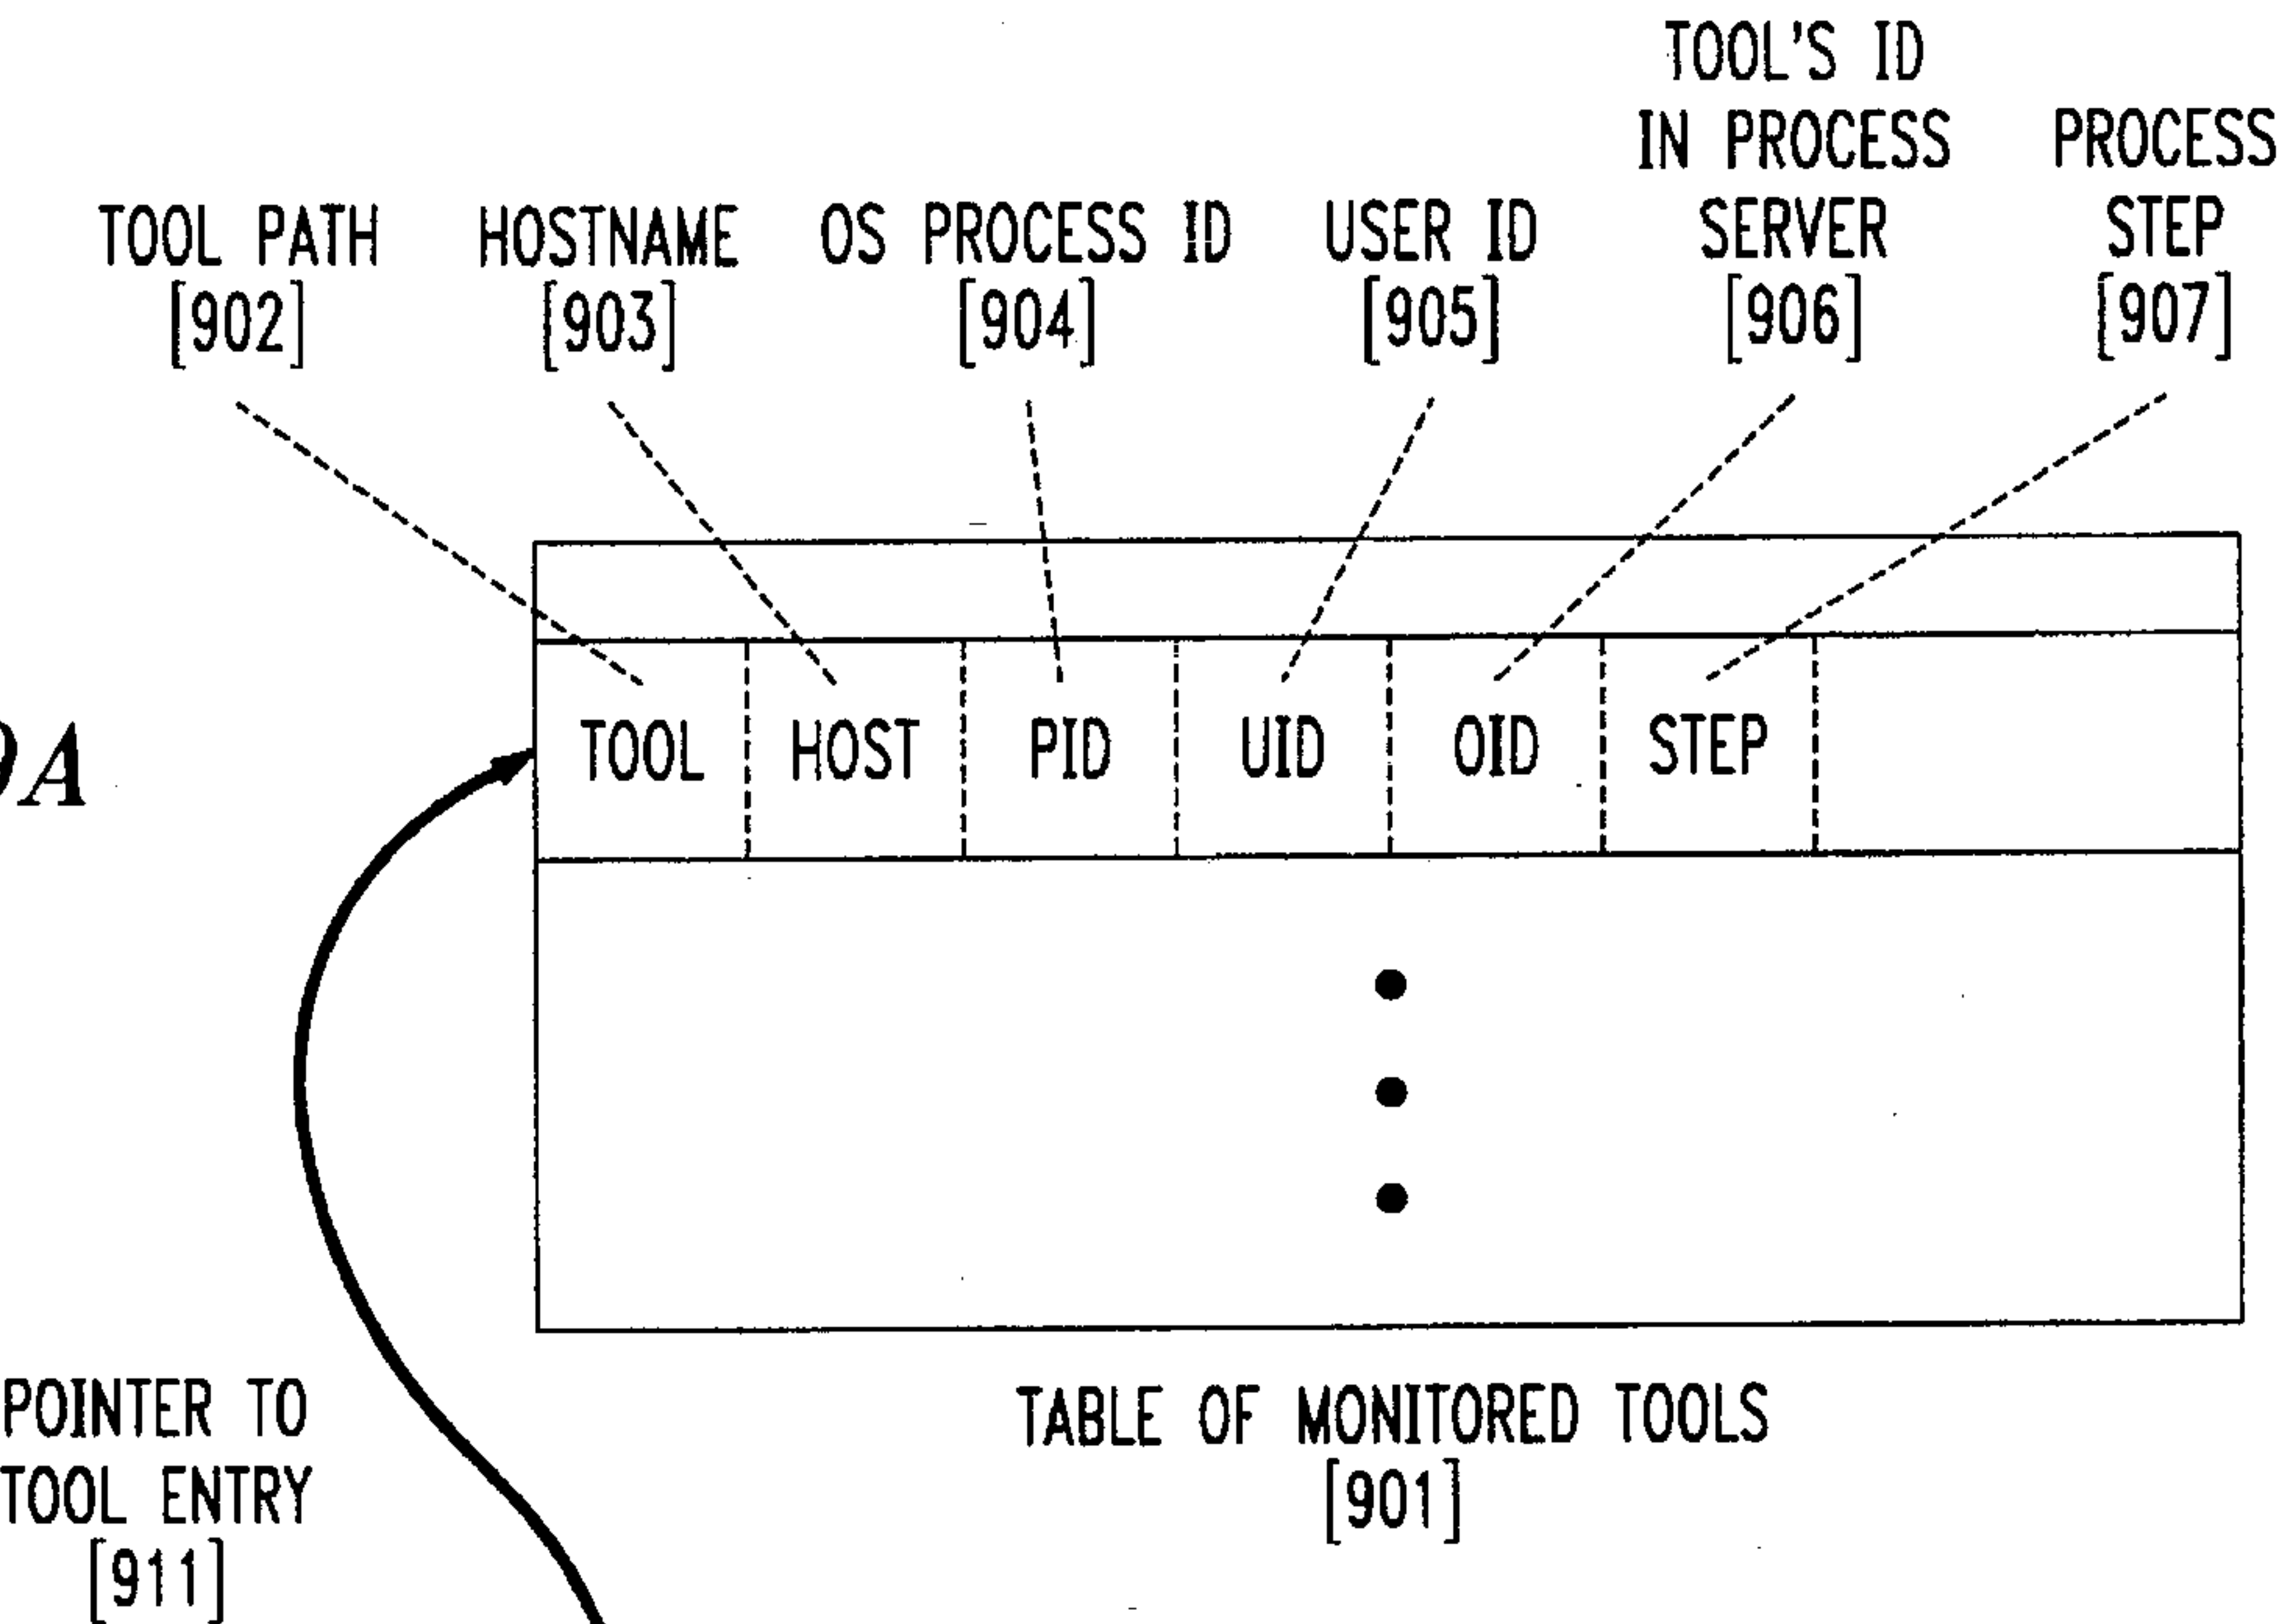 TOOL'S ID
IN PROCESS PROCESS
TOOL PATH HOSTNAME OS PROCESS ID USER ID SERVER STEP
[902] [903] [904] [905] [906] [907]
TOOL HOST PID UID OID STEP
9A
TABLE OF MONITORED TOOLS
[901]
POINTER TO
TOOL ENTRY
[911]